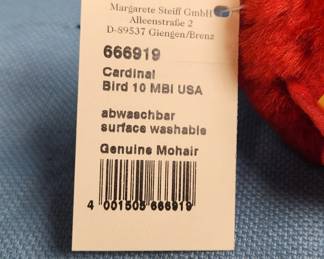 Margarete Steiff GmbH
Alleenstraße 2
D-89537 Giengen/Brenz
666919
Cardinal
Bird 10 MBI USA
abwaschbar
surface washable
Genuine Mohair
4 001505 666919